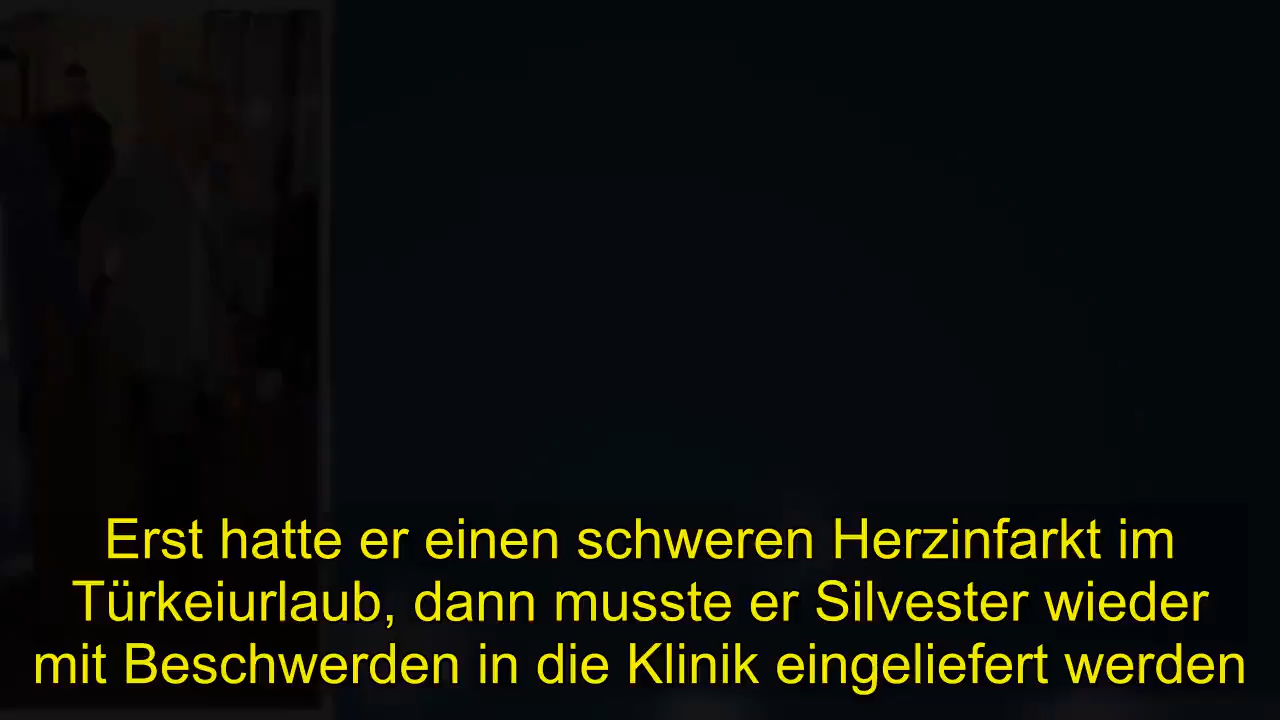 Erst hatte er einen schweren Herzinfarkt im
Türkeiurlaub, dann musste er Silvester wieder
mit Beschwerden in die Klinik eingeliefert werden